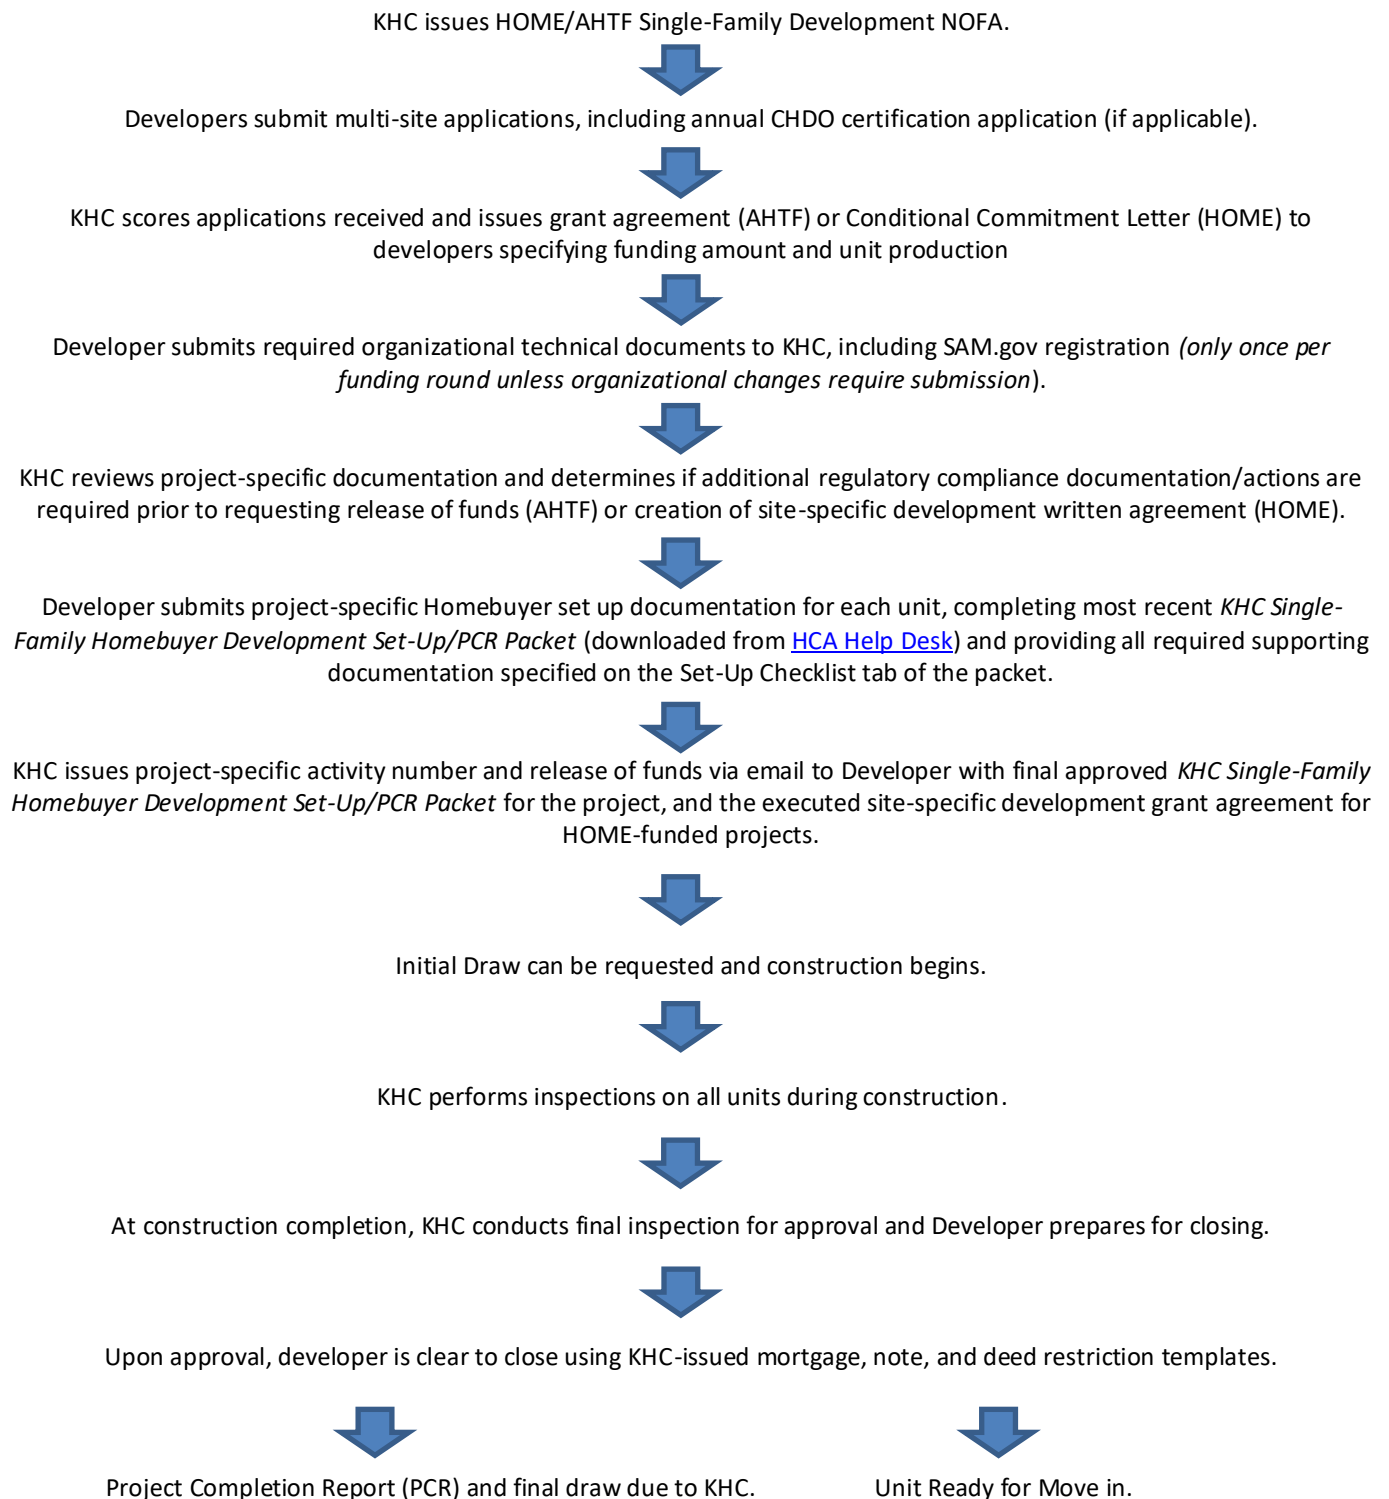 KHC issues HOME/AHTF Single-Family Development NOFA.
Developers submit multi-site applications, including annual CHDO certification application (if applicable).
KHC scores applications received and issues grant agreement (AHTF) or Conditional Commitment Letter (HOME) to
developers specifying funding amount and unit production
Developer submits required organizational technical documents to KHC, including SAM.gov registration (only once per
funding round unless organizational changes require submission).
KHC reviews project-specific documentation and determines if additional regulatory compliance documentation/actions are
required prior to requesting release of funds (AHTF) or creation of site-specific development written agreement (HOME).
Developer submits project-specific Homebuyer set up documentation for each unit, completing most recent KHC Single-
Family Homebuyer Development Set-Up/PCR Packet (downloaded from HCA Help Desk) and providing all required supporting
documentation specified on the Set-Up Checklist tab of the packet.
KHC issues project-specific activity number and release of funds via email to Developer with final approved KHC Single-Family
Homebuyer Development Set-Up/PCR Packet for the project, and the executed site-specific development grant agreement for
HOME-funded projects.
Initial Draw can be requested and construction begins.
KHC performs inspections on all units during construction.
At construction completion, KHC conducts final inspection for approval and Developer prepares for closing.
Upon approval, developer is clear to close using KHC-issued mortgage, note, and deed restriction templates.
Project Completion Report (PCR) and final draw due to KHC.
Unit Ready for Move in.